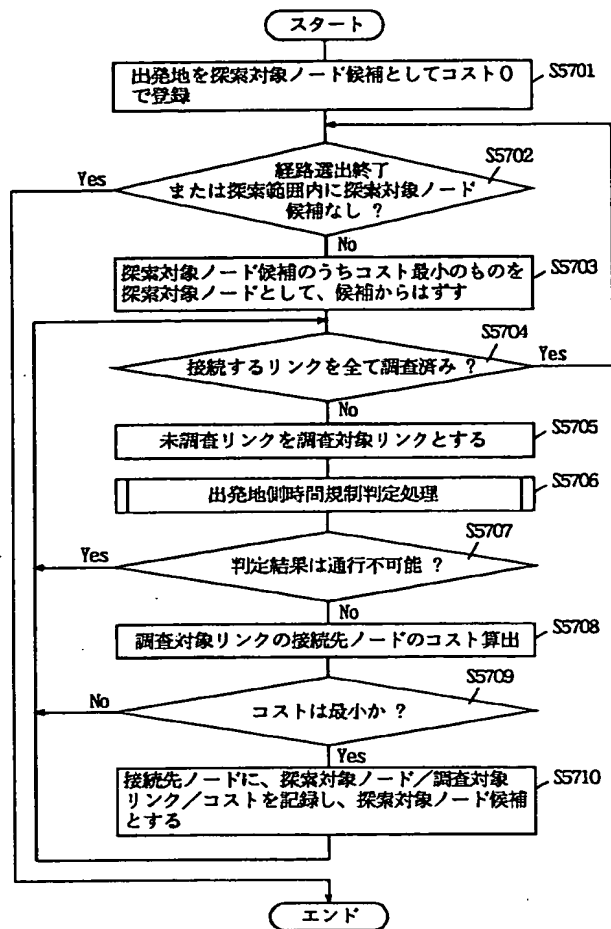 スタート
出発地を探索対象ノード候補としてコスト0
で登録
S5701
経路選出終了
または探索範囲内に探索対象ノード
候補なし ?
S5702
Yes
No
探索対象ノード候補のうちコスト最小のものを
探索対象ノードとして、候補からはずす
S5703
接続するリンクを全て調査済み ?
S5704
Yes
No
未調査リンクを調査対象リンクとする
S5705
出発地側時間規制判定処理
S5706
判定結果は通行不可能 ?
S5707
Yes
No
調査対象リンクの接続先ノードのコスト算出
S5708
コストは最小か ?
S5709
No
Yes
接続先ノードに、探索対象ノード/調査対象
リンク/コストを記録し、探索対象ノード候補
とする
S5710
エンド